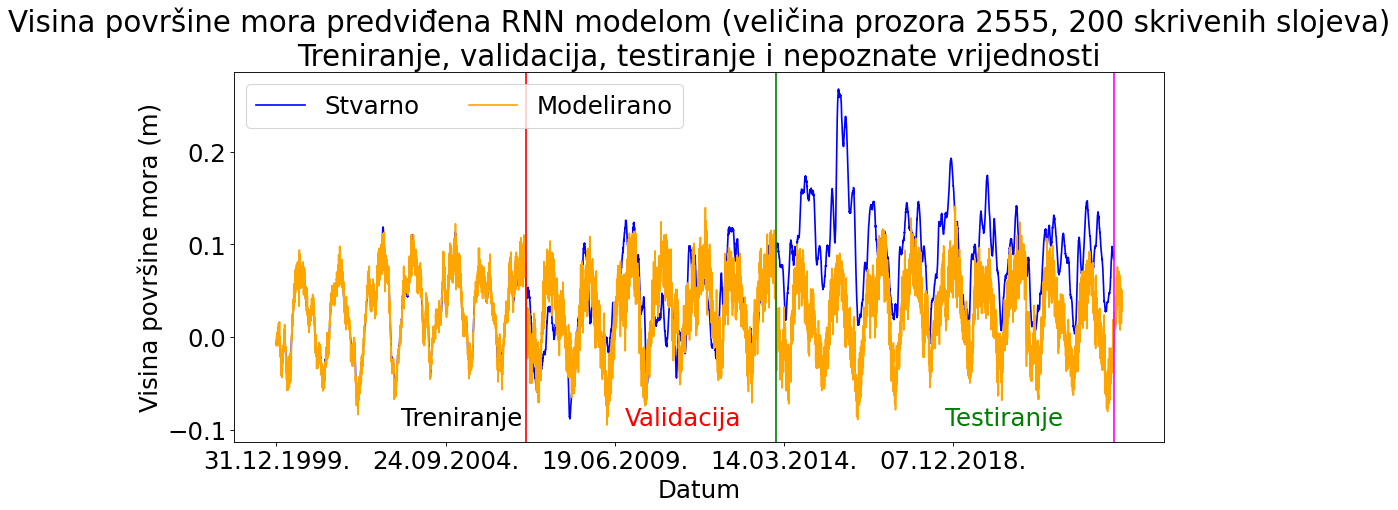 Visina površine mora predviđena RNN modelom (veličina prozora 2555, 200 skrivenih slojeva)
Treniranje, validacija, testiranje i nepoznate vrijednosti
Stvarno
Modelirano
Visina površine mora (m)
0.2
0.1
0.0
−0.1
Treniranje
Validacija
Testiranje
31.12.1999.
24.09.2004.
19.06.2009.
14.03.2014.
07.12.2018.
Datum